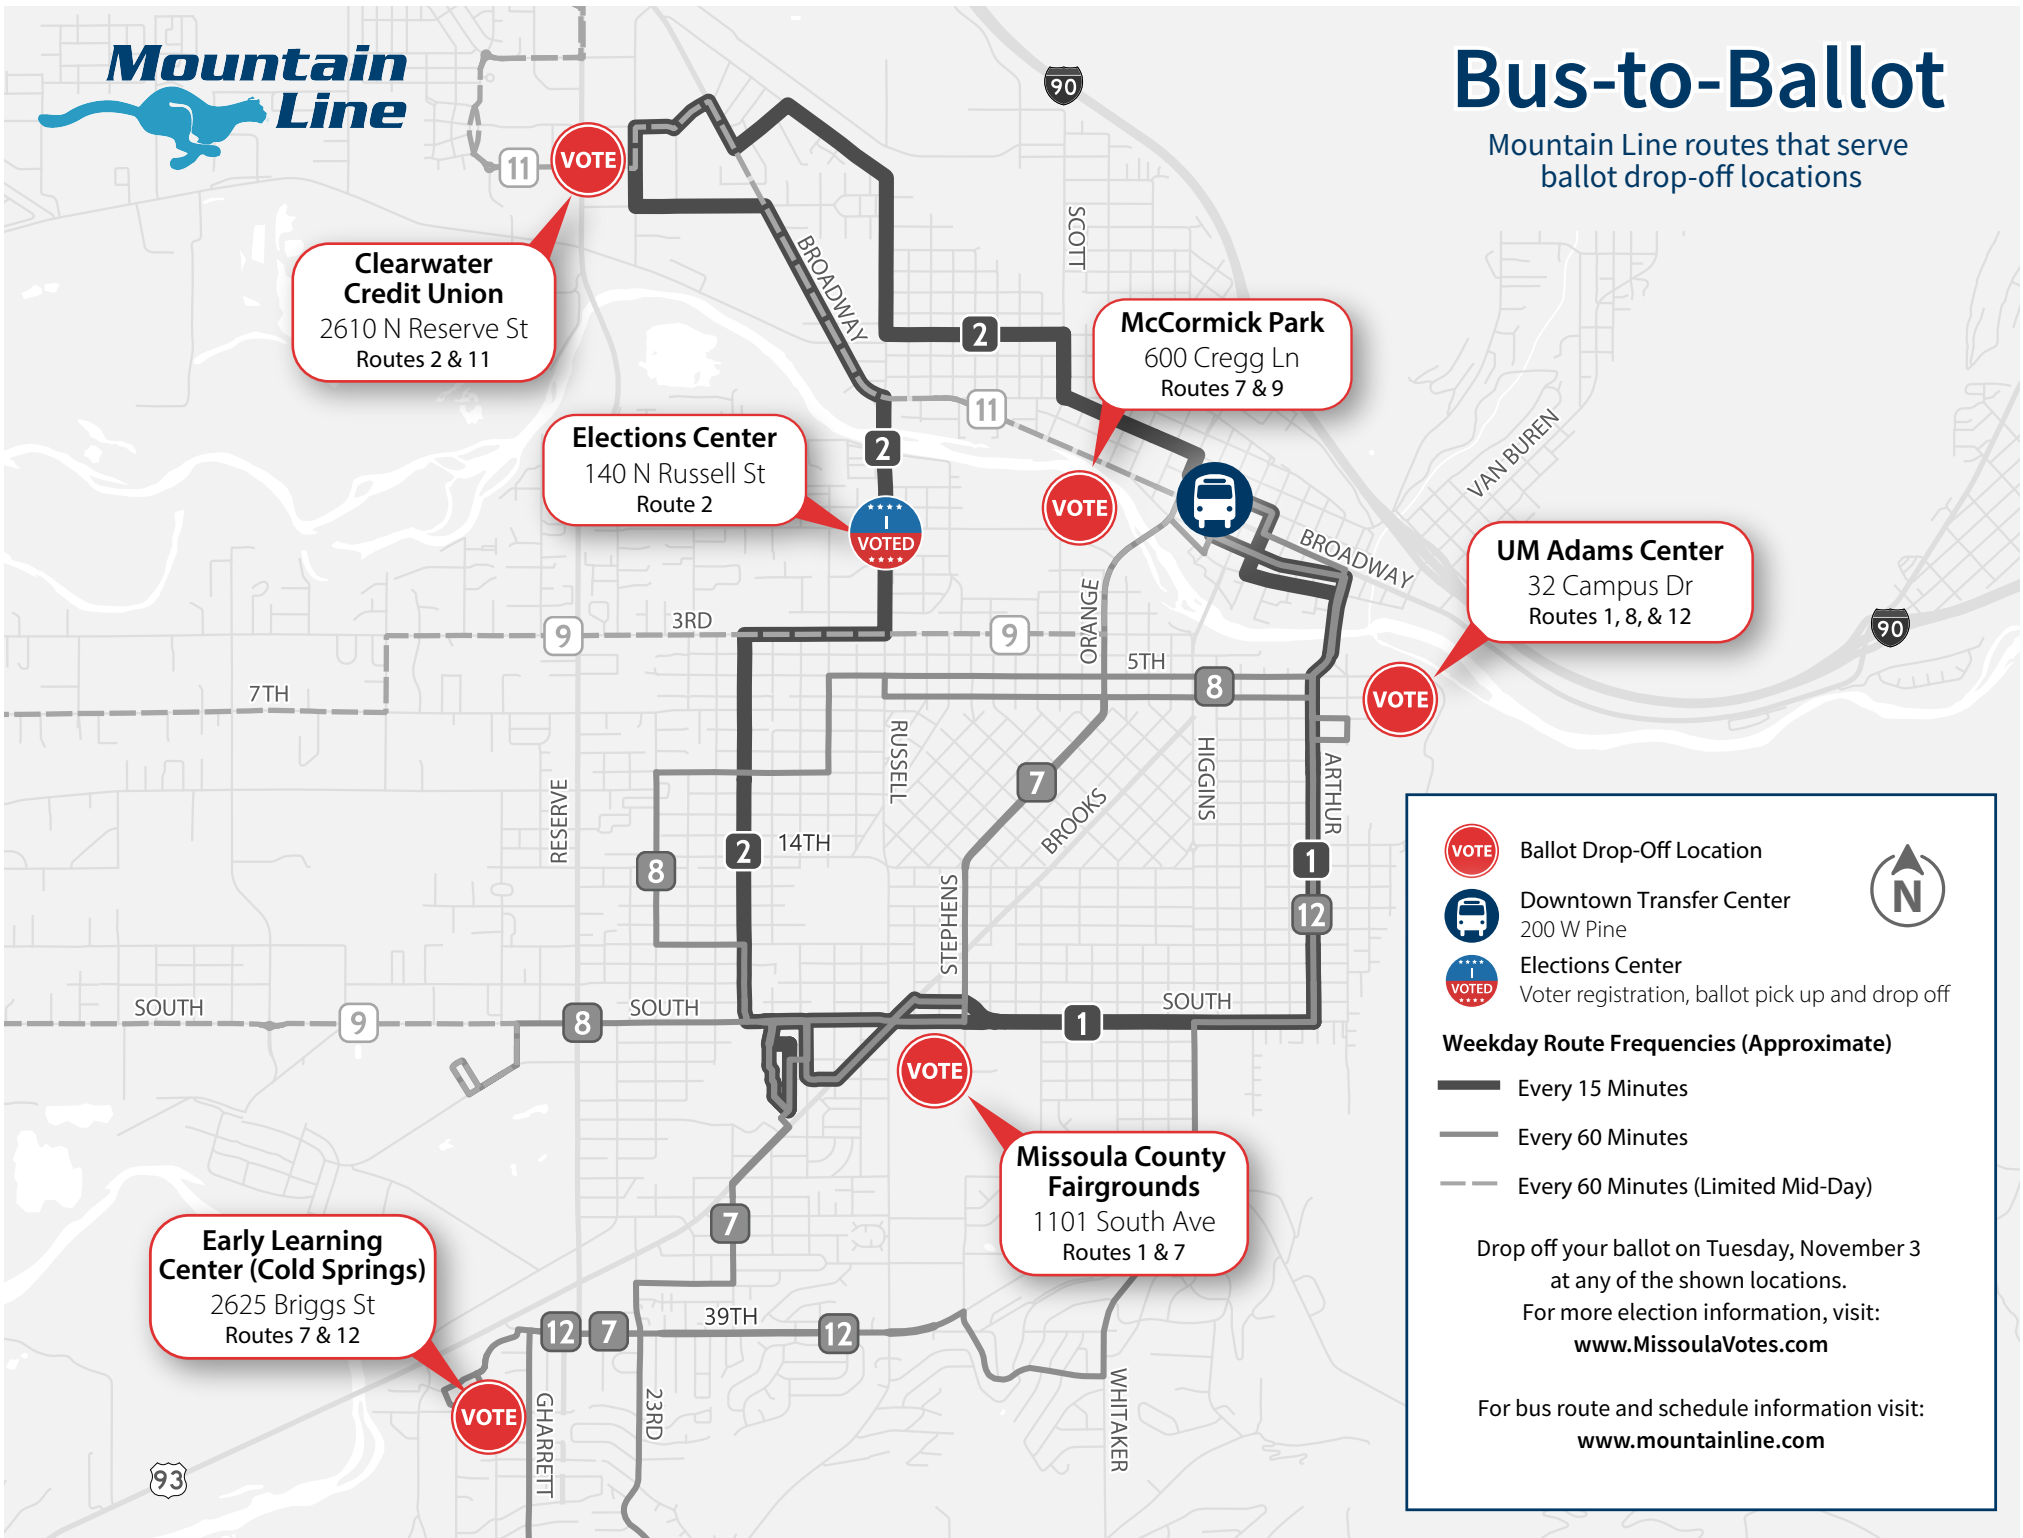 Mountain
Line
Bus-to-Ballot
Mountain Line routes that serve
ballot drop-off locations
90
11
VOTE
SCOTT
BROADWAY
Clearwater
Credit Union
2610 N Reserve St
Routes 2 & 11
2
McCormick Park
600 Cregg Ln
Routes 7 & 9
11
Elections Center
140 N Russell St
Route 2
2
VAN BUREN
VOTE
I
VOTED
BROADWAY
UM Adams Center
32 Campus Dr
Routes 1, 8, & 12
90
ORANGE
3RD
9
9
5TH
8
VOTE
7TH
RUSSELL
HIGGINS
ARTHUR
RESERVE
7
BROOKS
14TH
2
8
1
12
STEPHENS
SOUTH
9
8
SOUTH
1
SOUTH
VOTE
Missoula County
Fairgrounds
1101 South Ave
Routes 1 & 7
7
Early Learning
Center (Cold Springs)
2625 Briggs St
Routes 7 & 12
12
7
39TH
12
VOTE
GHARRETT
23RD
WHITAKER
93
VOTE
Ballot Drop-Off Location
Downtown Transfer Center
200 W Pine
N
I
VOTED
Elections Center
Voter registration, ballot pick up and drop off
Weekday Route Frequencies (Approximate)
Every 15 Minutes
Every 60 Minutes
Every 60 Minutes (Limited Mid-Day)
Drop off your ballot on Tuesday, November 3
at any of the shown locations.
For more election information, visit:
www.MissoulaVotes.com
For bus route and schedule information visit:
www.mountainline.com